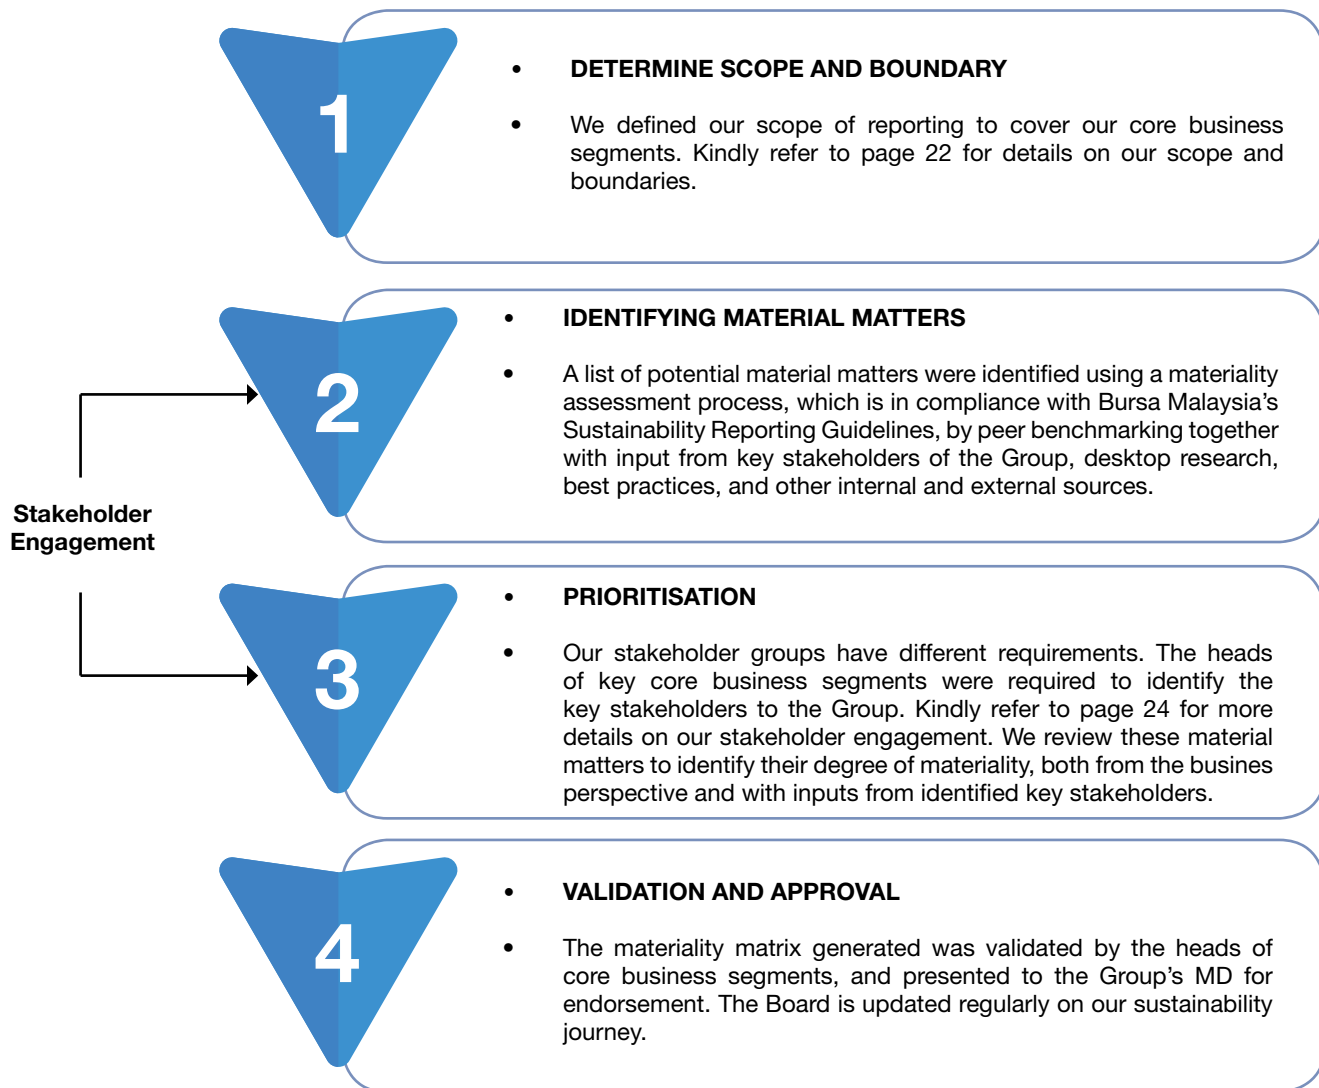 1
• DETERMINE SCOPE AND BOUNDARY
• We defined our scope of reporting to cover our core business
segments. Kindly refer to page 22 for details on our scope and
boundaries.
Stakeholder
Engagement
2
• IDENTIFYING MATERIAL MATTERS
• A list of potential material matters were identified using a materiality
assessment process, which is in compliance with Bursa Malaysia's
Sustainability Reporting Guidelines, by peer benchmarking together
with input from key stakeholders of the Group, desktop research,
best practices, and other internal and external sources.
3
• PRIORITISATION
• Our stakeholder groups have different requirements. The heads
of key core business segments were required to identify the
key stakeholders to the Group. Kindly refer to page 24 for more
details on our stakeholder engagement. We review these material
matters to identify their degree of materiality, both from the busines
perspective and with inputs from identified key stakeholders.
4
• VALIDATION AND APPROVAL
• The materiality matrix generated was validated by the heads of
core business segments, and presented to the Group's MD for
endorsement. The Board is updated regularly on our sustainability
journey.